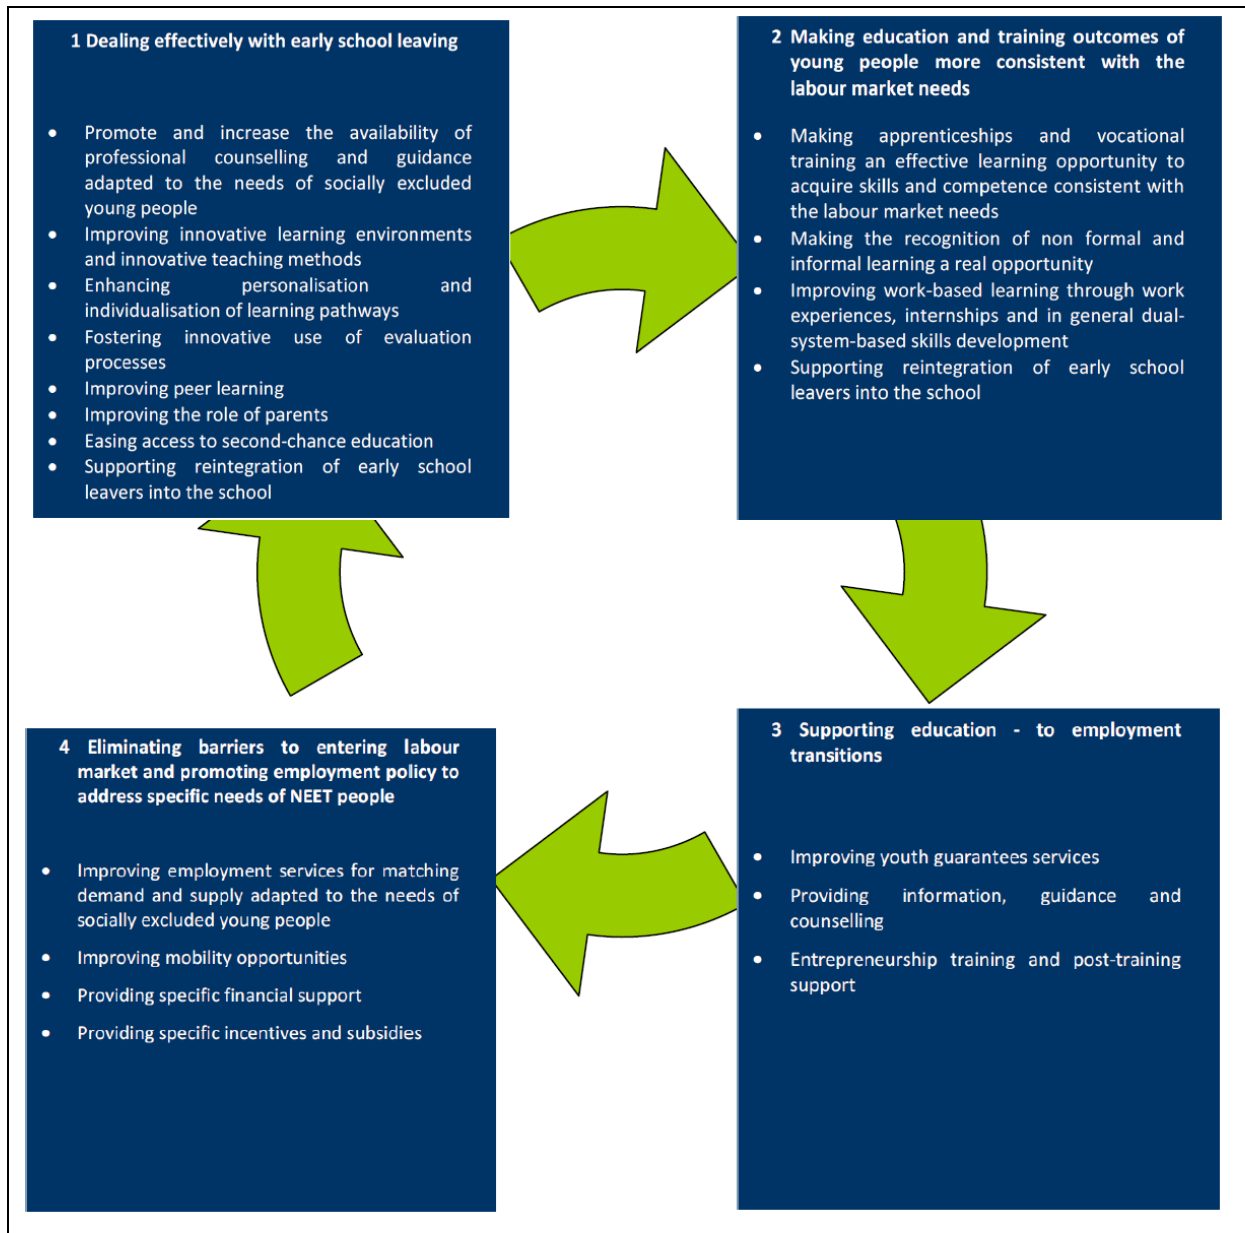 1 Dealing effectively with early school leaving
• Promote and increase the availability of
professional counselling and guidance
adapted to the needs of socially excluded
young people
• Improving innovative learning environments
and innovative teaching methods
• Enhancing personalisation and
individualisation of learning pathways
• Fostering innovative use of evaluation
processes
• Improving peer learning
• Improving the role of parents
• Easing access to second-chance education
• Supporting reintegration of early school
leavers into the school
2 Making education and training outcomes of
young people more consistent with the
labour market needs
• Making apprenticeships and vocational
training an effective learning opportunity to
acquire skills and competence consistent with
the labour market needs
• Making the recognition of non formal and
informal learning a real opportunity
• Improving work-based learning through work
experiences, internships and in general dual-
system-based skills development
• Supporting reintegration of early school
leavers into the school
3 Supporting education - to employment
transitions
• Improving youth guarantees services
• Providing information, guidance and
counselling
• Entrepreneurship training and post-training
support
4 Eliminating barriers to entering labour
market and promoting employment policy to
address specific needs of NEET people
• Improving employment services for matching
demand and supply adapted to the needs of
socially excluded young people
• Improving mobility opportunities
• Providing specific financial support
• Providing specific incentives and subsidies